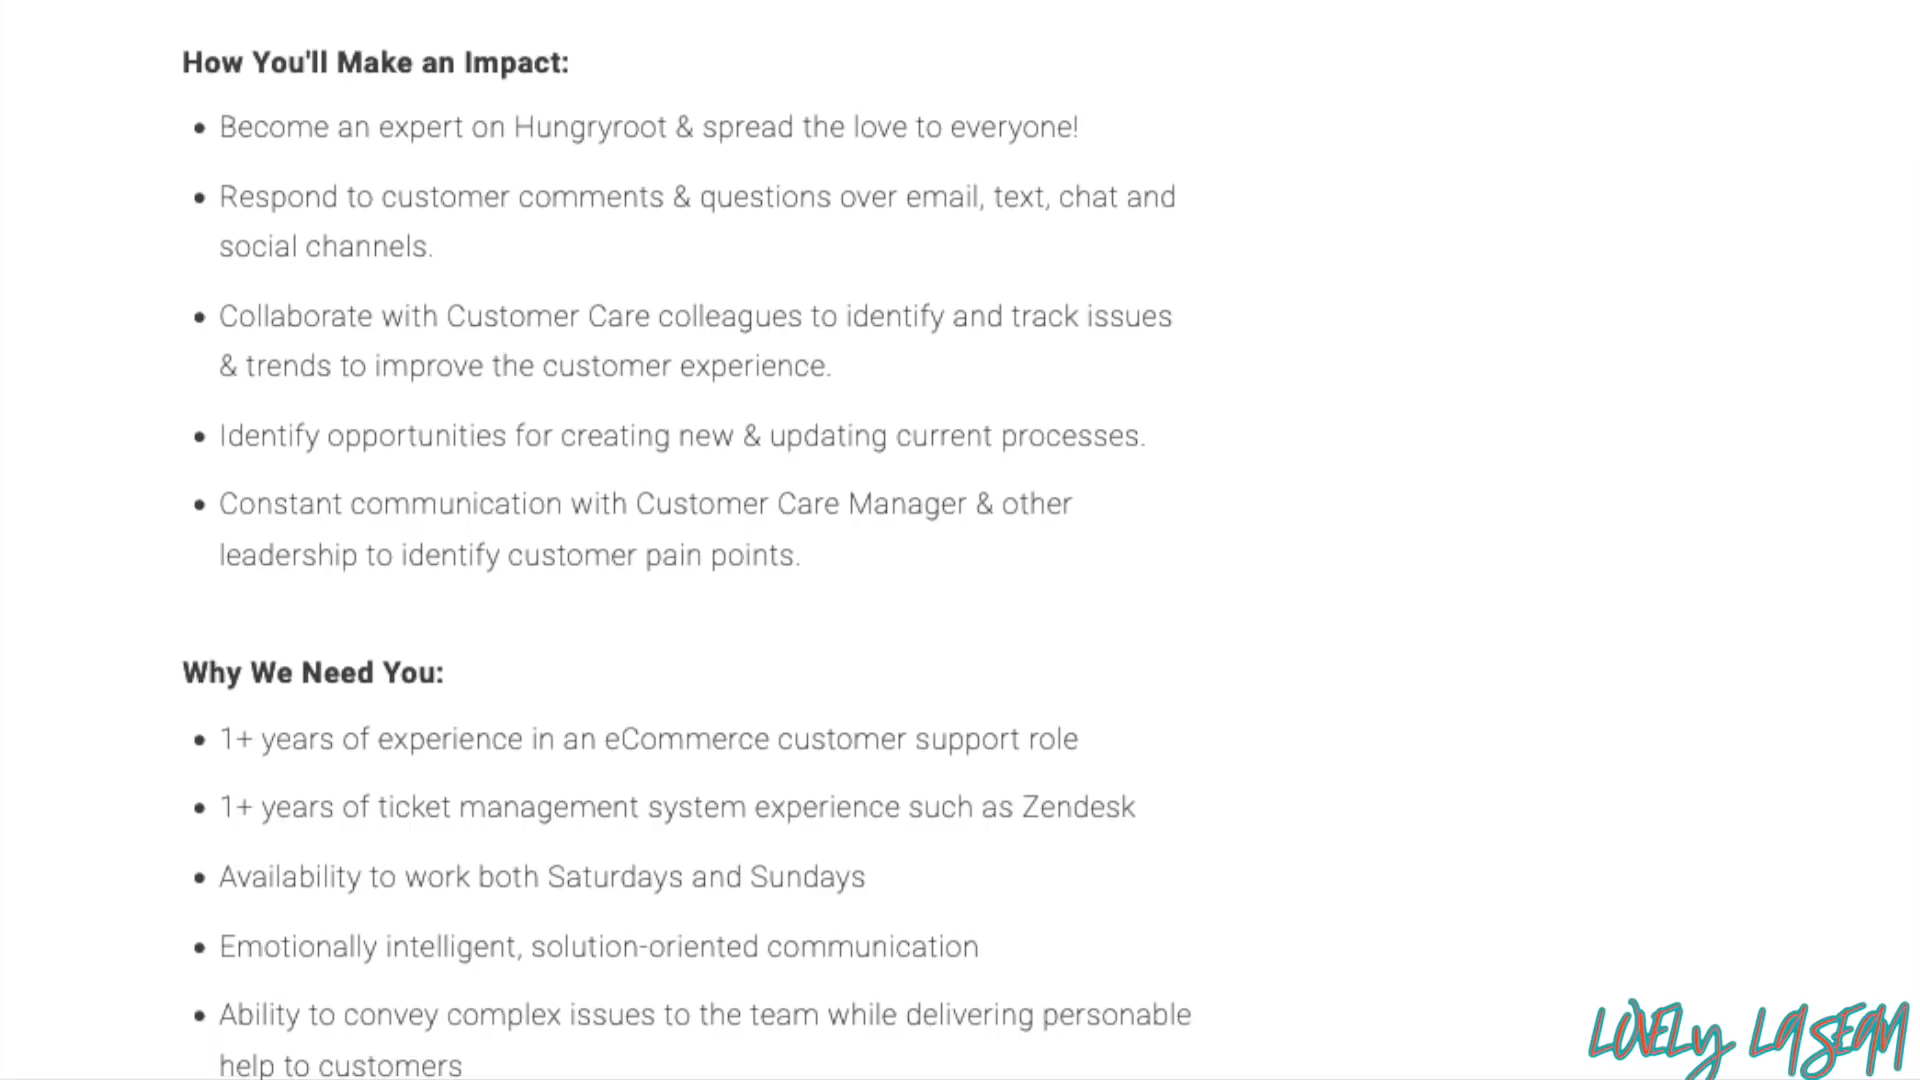 How You'll Make an Impact:
Become an expert on Hungryroot & spread the love to everyone!
Respond to customer comments & questions over email, text, chat and
social channels.
Collaborate with Customer Care colleagues to identify and track issues
& trends to improve the customer experience.
Identify opportunities for creating new & updating current processes.
Constant communication with Customer Care Manager & other
leadership to identify customer pain points.
Why We Need You:
1+ years of experience in an eCommerce customer support role
1+ years of ticket management system experience such as Zendesk
Availability to work both Saturdays and Sundays
Emotionally intelligent, solution-oriented communication
Ability to convey complex issues to the team while delivering personable
help to customers
LOVELy LaSEan